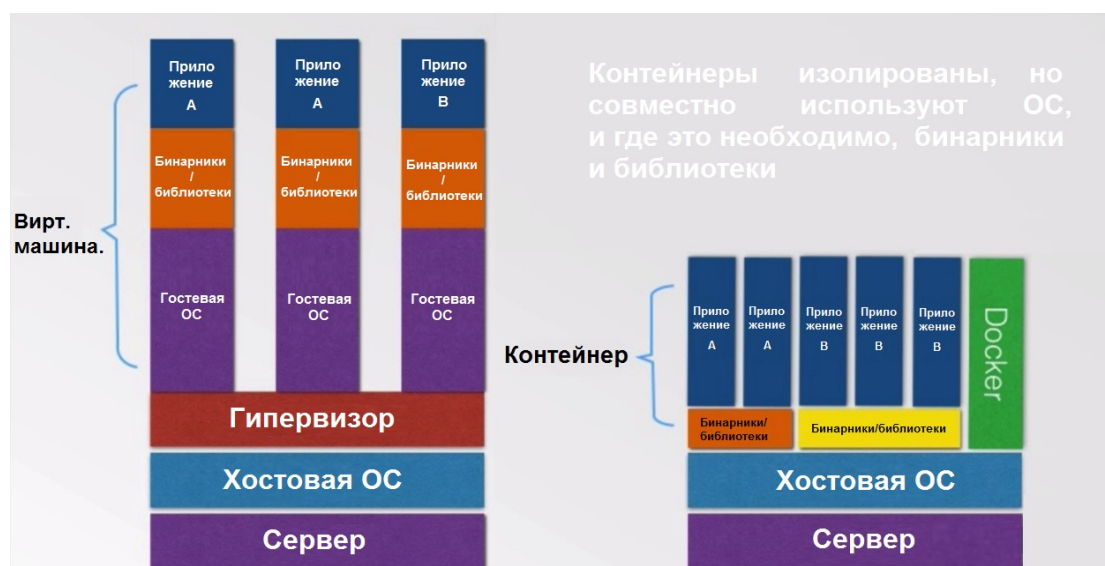 Прило
жение
A
Прило
жение
A
Прило
жение
B
Бинарники
/
библиотеки
Бинарники
/
библиотеки
Бинарники
/
библиотеки
Вирт.
машина.
Гостевая
ОС
Гостевая
ОС
Гостевая
ОС
Гипервизор
Хостовая ОС
Сервер
Контейнеры изолированы, но
совместно используют ОС,
и где это необходимо, бинарники
и библиотеки
Контейнер
Прило
жение
A
Прило
жение
A
Прило
жение
B
Прило
жение
B
Прило
жение
B
Docker
Бинарники/
библиотеки
Бинарники/библиотеки
Хостовая ОС
Сервер